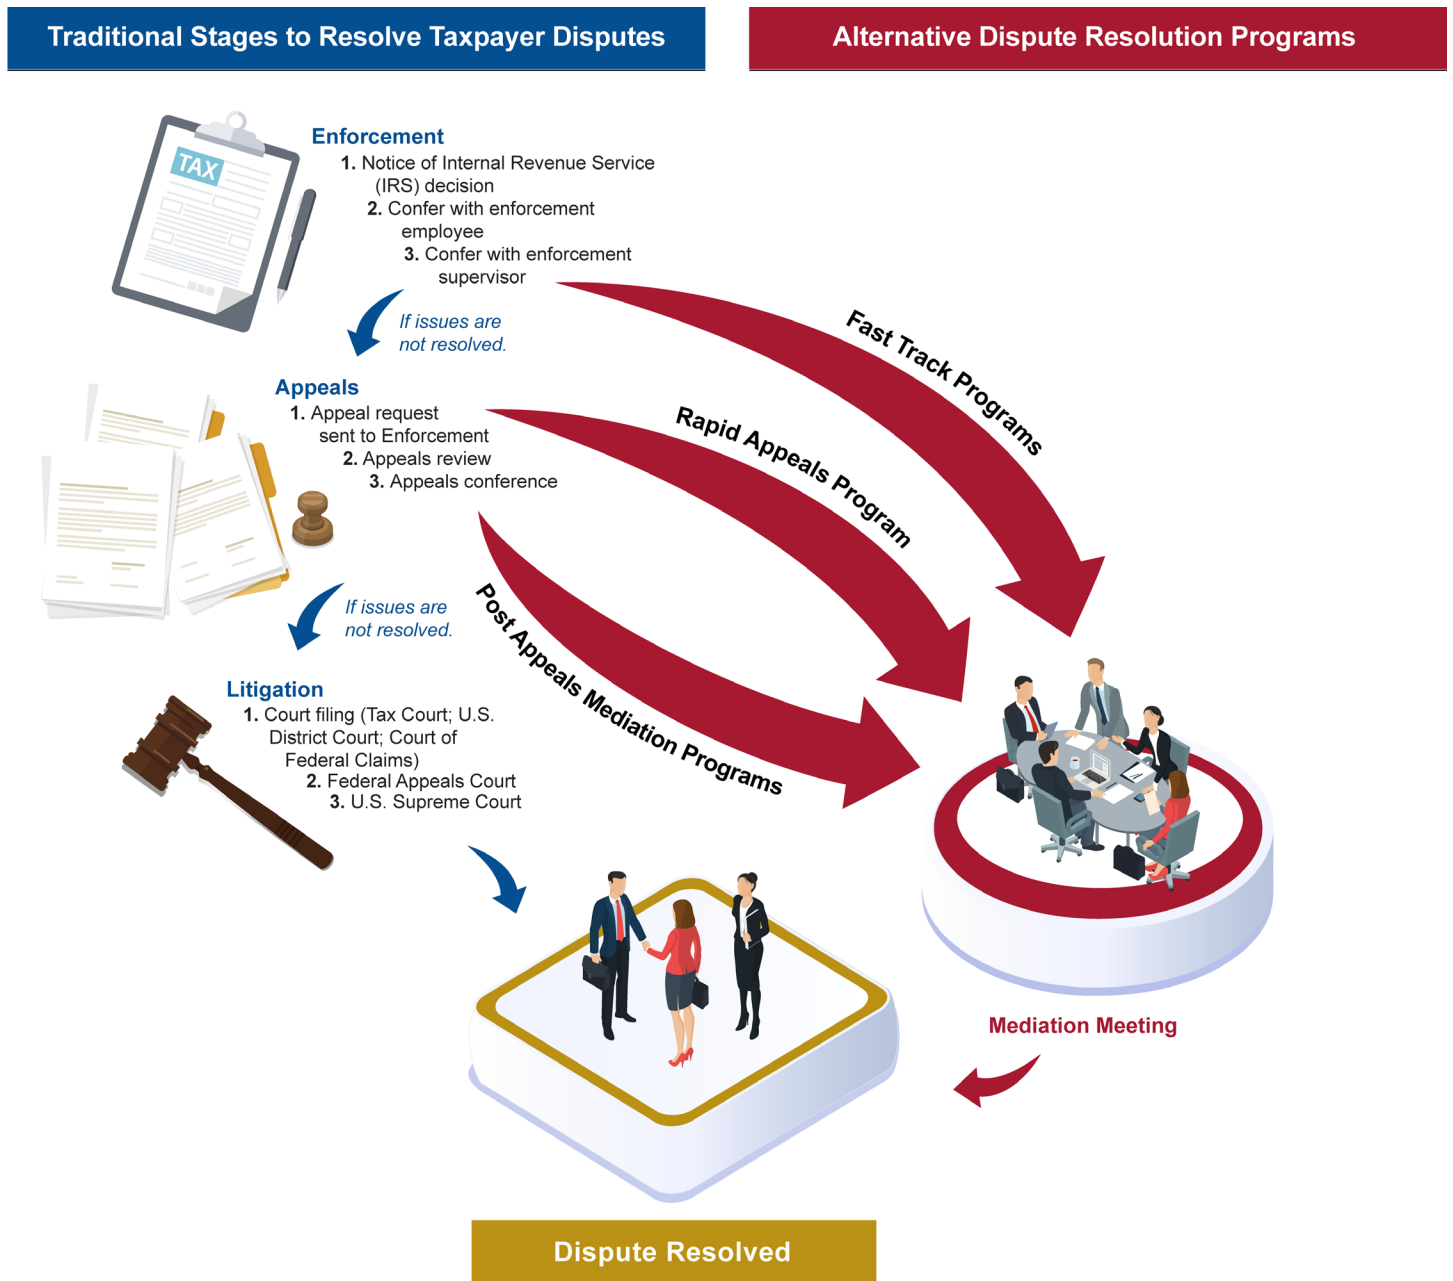 Traditional Stages to Resolve Taxpayer Disputes
Alternative Dispute Resolution Programs
TAX
Enforcement
1. Notice of Internal Revenue Service
(IRS) decision
2. Confer with enforcement
employee
3. Confer with enforcement
supervisor
If issues are
not resolved.
Fast Track Programs
Appeals
1. Appeal request
sent to Enforcement
2. Appeals review
3. Appeals conference
Rapid Appeals Program
If issues are
not resolved.
Post Appeals Mediation Programs
Litigation
1. Court filing (Tax Court; U.S.
District Court; Court of
Federal Claims)
2. Federal Appeals Court
3. U.S. Supreme Court
Mediation Meeting
Dispute Resolved